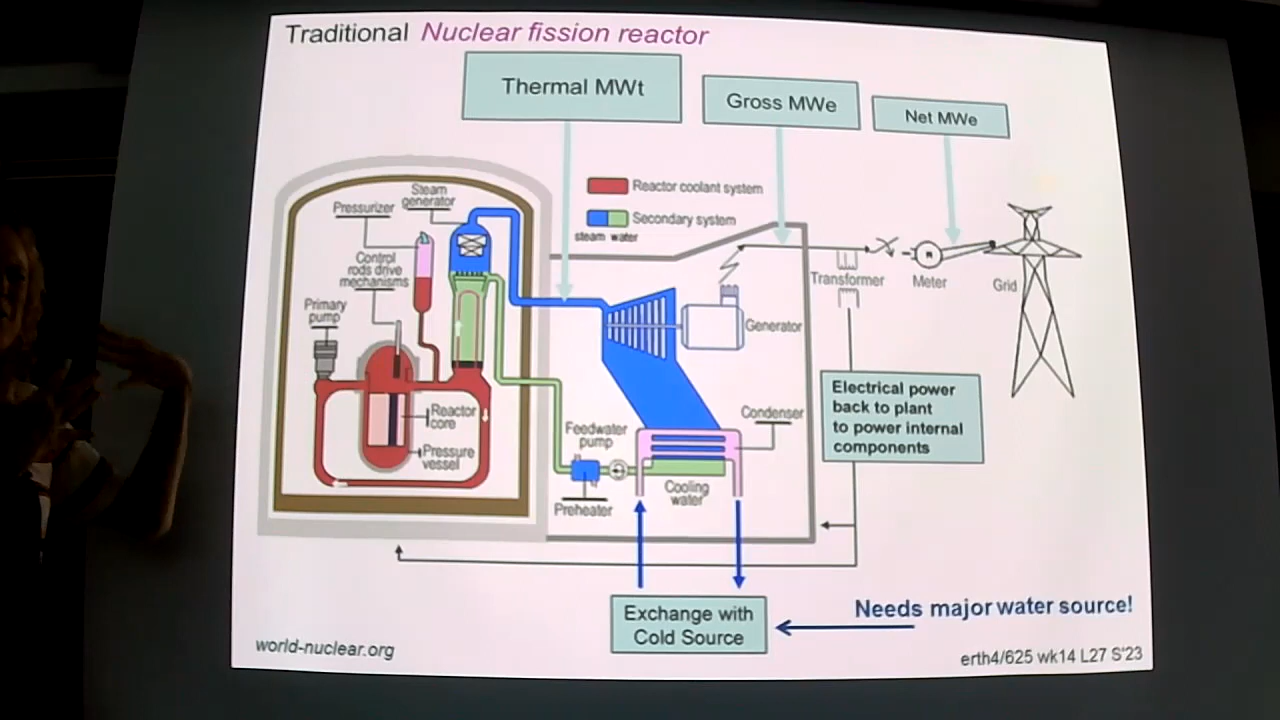 Traditional Nuclear fission reactor
Thermal MWt
Gross MWe
Net MWe
Steam
generator
Pressurizer
Reactor coolant system
Secondary system
steam water
Control
rods drive
mechanisms
Primary
pump
Transformer
Meter
Grid
Generator
Electrical power
back to plant
to power internal
components
Reactor
core
Pressure
vessel
Condenser
Feedwater
pump
Cooling
water
Preheater
Exchange with
Cold Source
Needs major water source!
world-nuclear.org
erth4/625 wk14 L27 S'23